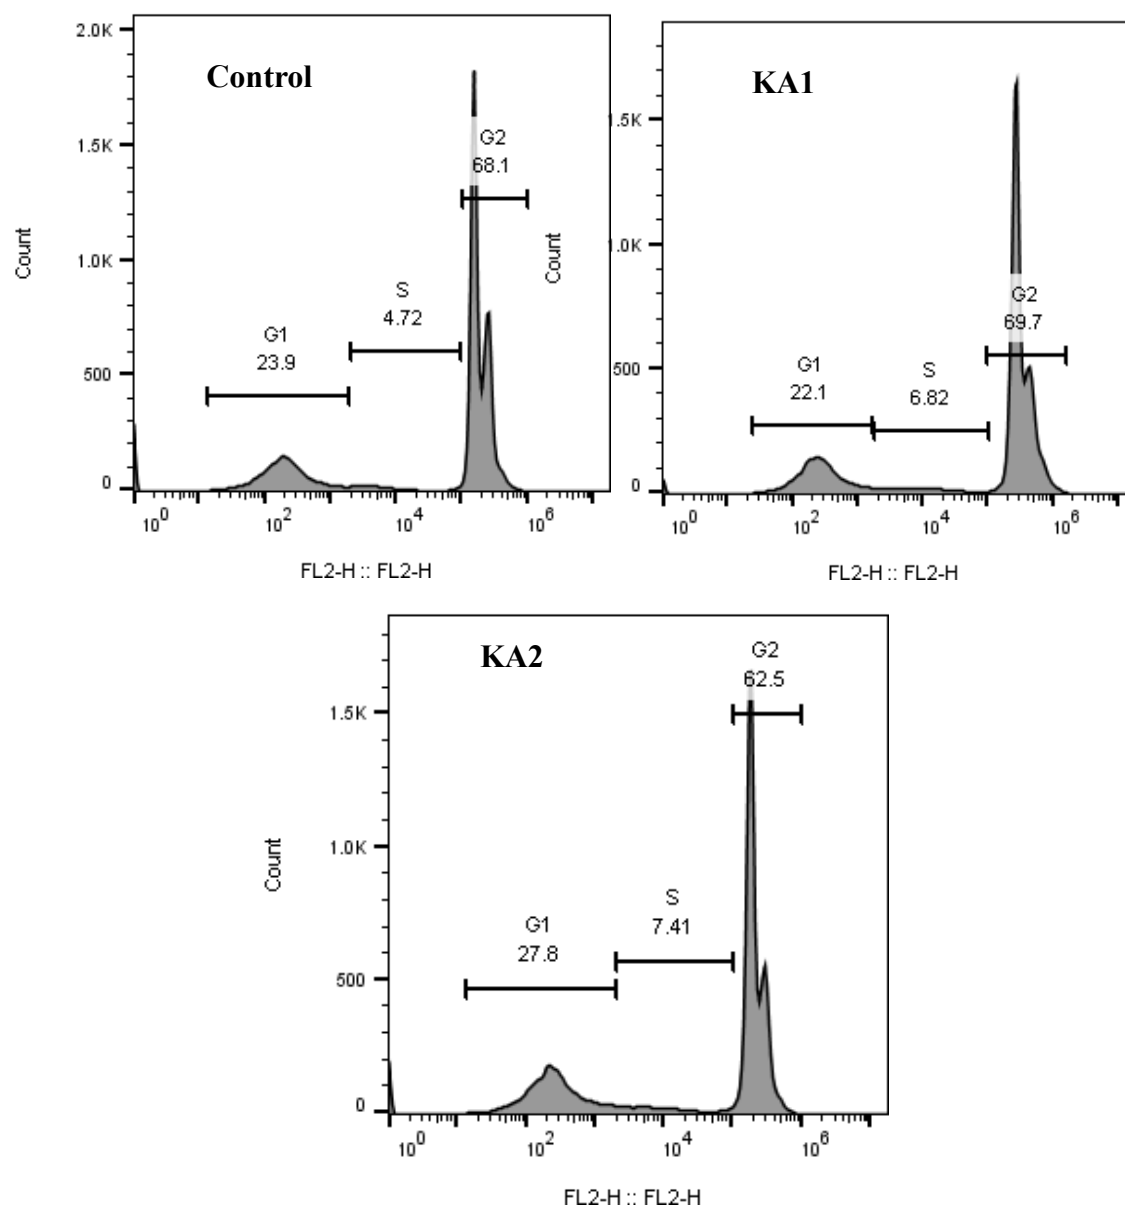 Control
2.0K
1.5K
1.0K
500
0
Count
G1
23.9
S
4.72
G2
68.1
10^0
10^2
10^4
10^6
FL2-H :: FL2-H
KA1
1.5K
1.0K
500
0
Count
G1
22.1
S
6.82
G2
69.7
10^0
10^2
10^4
10^6
FL2-H :: FL2-H
KA2
1.5K
1.0K
500
0
Count
G1
27.8
S
7.41
G2
62.5
10^0
10^2
10^4
10^6
FL2-H :: FL2-H